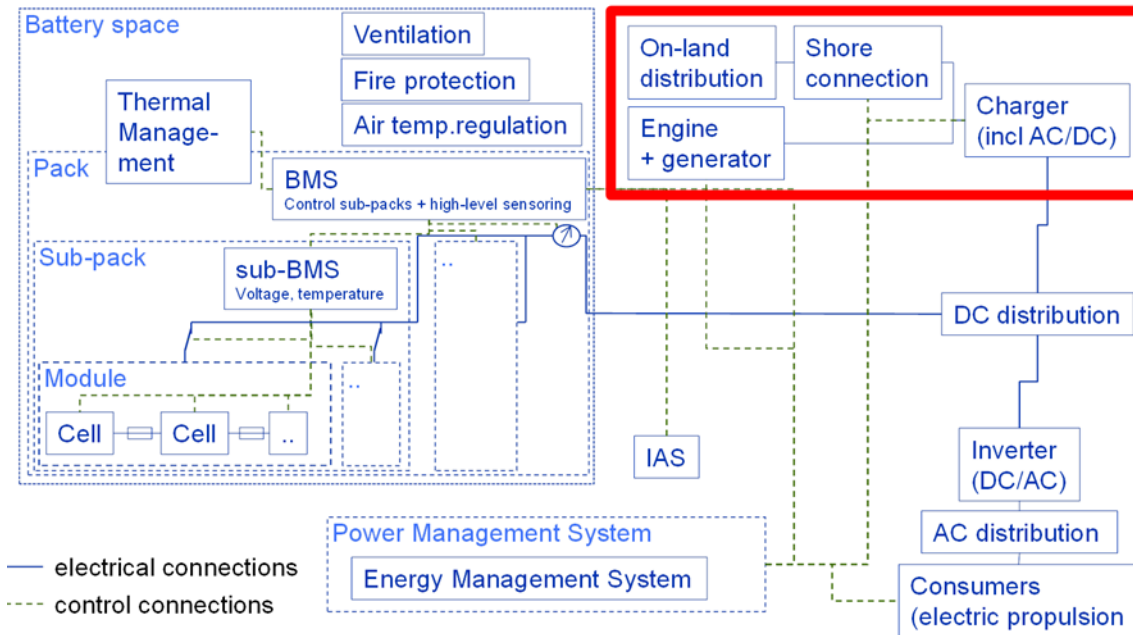 Battery space
Ventilation
Fire protection
Air temp.regulation
Thermal
Manage-
ment
Pack
BMS
Control sub-packs + high-level sensoring
Sub-pack
sub-BMS
Voltage, temperature
..
Module
..
Cell
Cell
..
On-land
distribution
Shore
connection
Engine
+ generator
Charger
(incl AC/DC)
DC distribution
IAS
Inverter
(DC/AC)
AC distribution
Consumers
(electric propulsion
Power Management System
Energy Management System
electrical connections
control connections